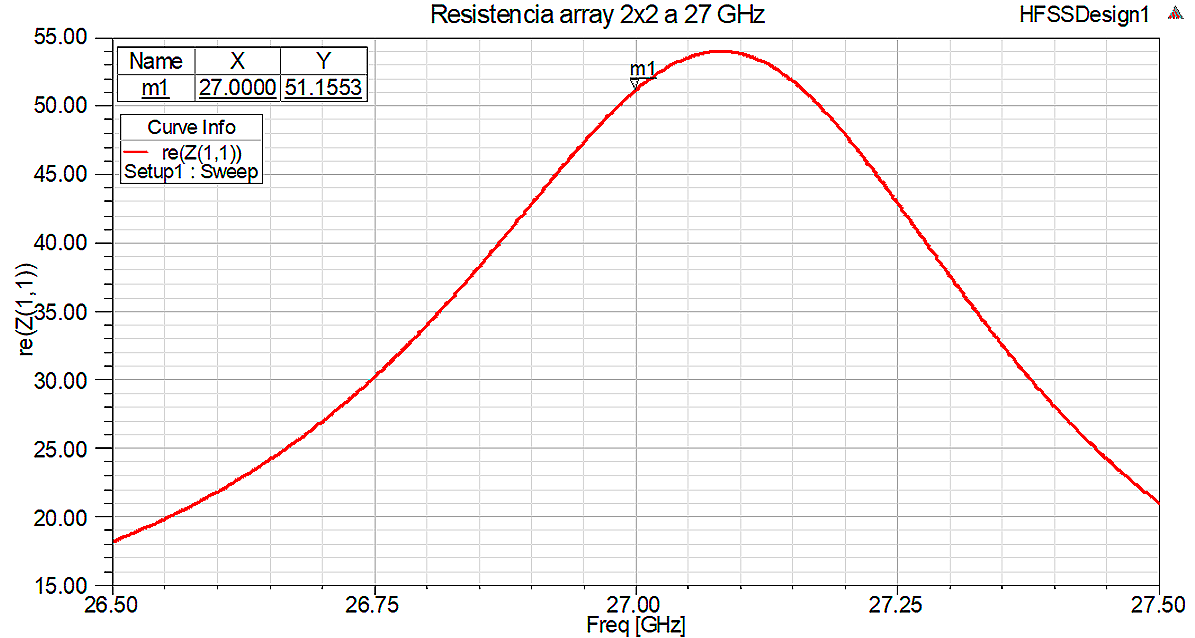 Resistencia array 2x2 a 27 GHz
HFSSDesign1
Name X Y
m1 27.0000 51.1553
Curve Info
re(Z(1,1))
Setup1 : Sweep
m1
re(Z(1,1))
55.00
50.00
45.00
40.00
35.00
30.00
25.00
20.00
15.00
26.50 26.75 27.00 27.25 27.50
Freq [GHz]